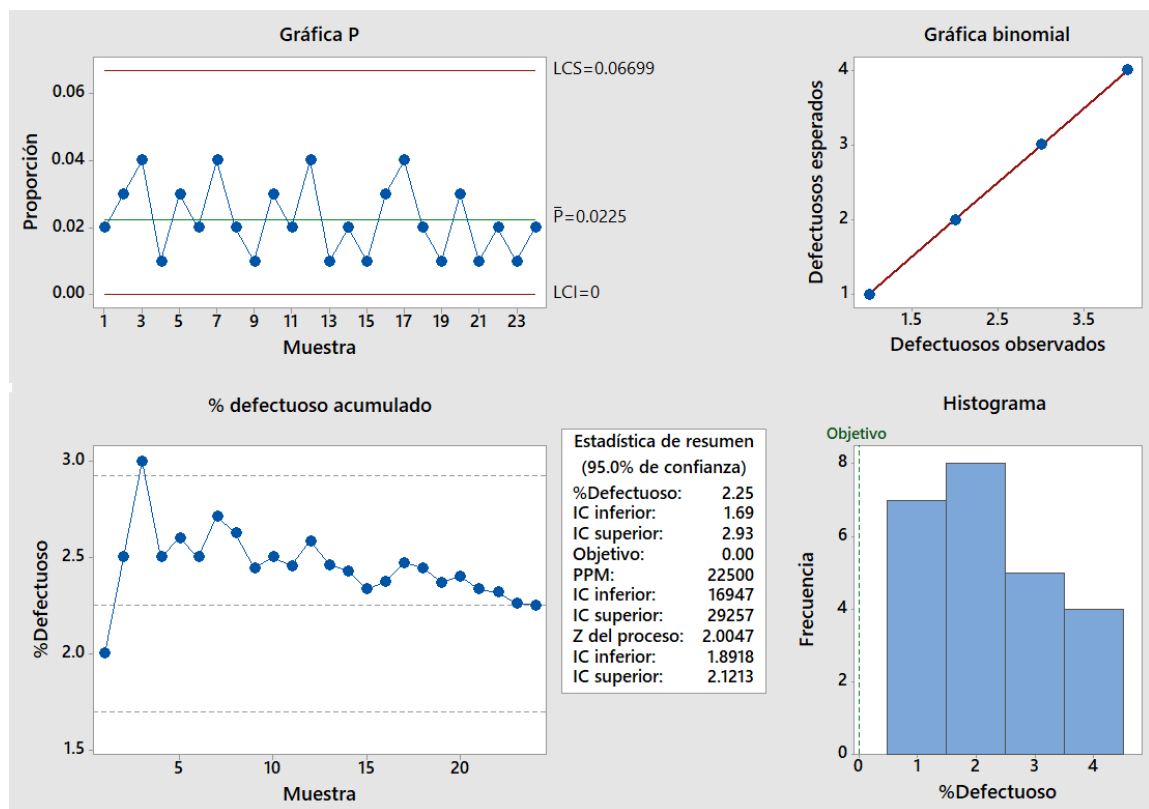 Gráfica P
LCS=0.06699
0.06
0.04
P̅=0.0225
0.02
0.00
LCI=0
Proporción
1 3 5 7 9 11 13 15 17 19 21 23
Muestra
Gráfica binomial
4
3
2
1
Defectuosos esperados
1.5 2.5 3.5
Defectuosos observados
% defectuoso acumulado
3.0
2.5
2.0
1.5
%Defectuoso
5 10 15 20
Muestra
Estadística de resumen
(95.0% de confianza)
%Defectuoso: 2.25
IC inferior: 1.69
IC superior: 2.93
Objetivo: 0.00
PPM: 22500
IC inferior: 16947
IC superior: 29257
Z del proceso: 2.0047
IC inferior: 1.8918
IC superior: 2.1213
Histograma
Objetivo
8
6
4
2
0
Frecuencia
0 1 2 3 4
%Defectuoso